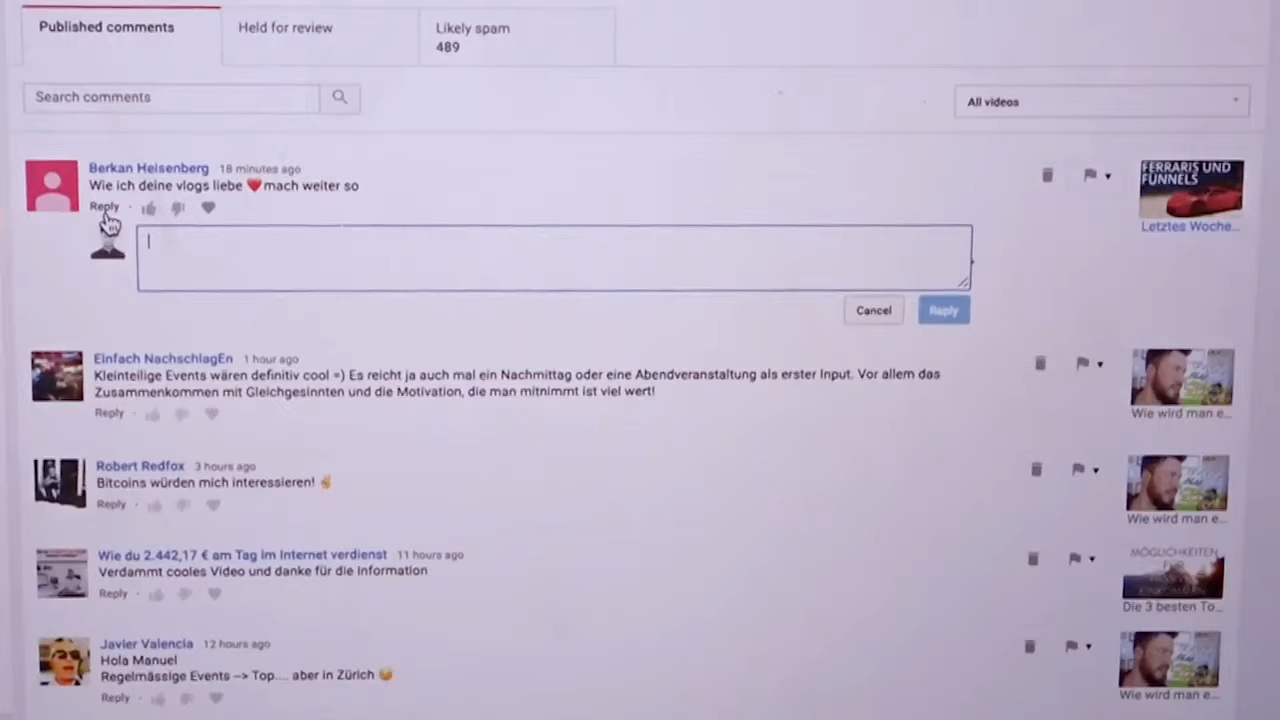 Published comments
Held for review
Likely spam
489
Search comments
All videos
Berkan Heisenberg 18 minutes ago
Wie ich deine vlogs liebe ❤️mach weiter so
Reply
FERRARIS UND
FUNNELS
Letztes Woche...
Cancel
Reply
Einfach NachschlagEn 1 hour ago
Kleinteilige Events wären definitiv cool =) Es reicht ja auch mal ein Nachmittag oder eine Abendveranstaltung als erster Input. Vor allem das
Zusammenkommen mit Gleichgesinnten und die Motivation, die man mitnimmt ist viel wert!
Reply
Wie wird man e...
Robert Redfox 3 hours ago
Bitcoins würden mich interessieren! ✌
Reply
Wie wird man e...
Wie du 2.442,17 € am Tag im Internet verdienst 11 hours ago
Verdammt cooles Video und danke für die Information
Reply
MÖGLICHKEITEN
Die 3 besten To...
Javier Valencia 12 hours ago
Hola Manuel
Regelmässige Events --> Top.... aber in Zürich 😉
Reply
Wie wird man e...